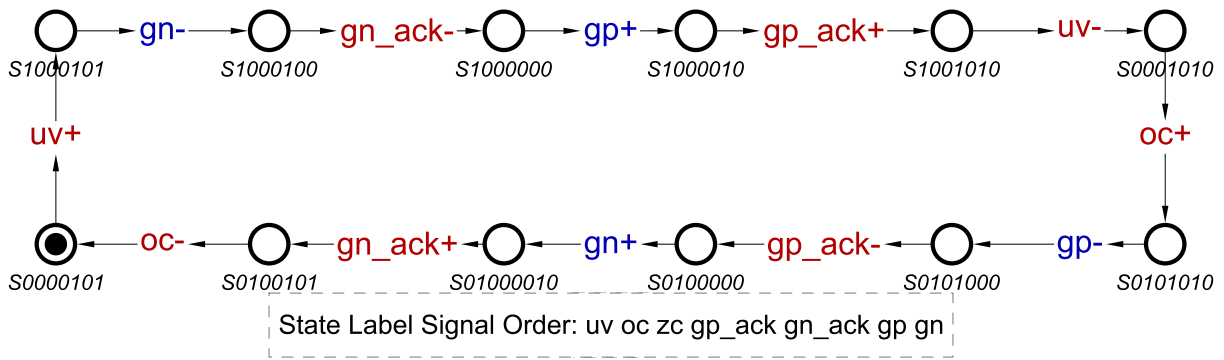 gn- gn_ack- gp+ gp_ack+ uv-
S1000101 S1000100 S1000000 S1000010 S1001010 S0001010
uv+ oc+
oc- gn_ack+ gn+ gp_ack- gp-
S0000101 S0100101 S01000010 S0100000 S0101000 S0101010
State Label Signal Order: uv oc zc gp_ack gn_ack gp gn